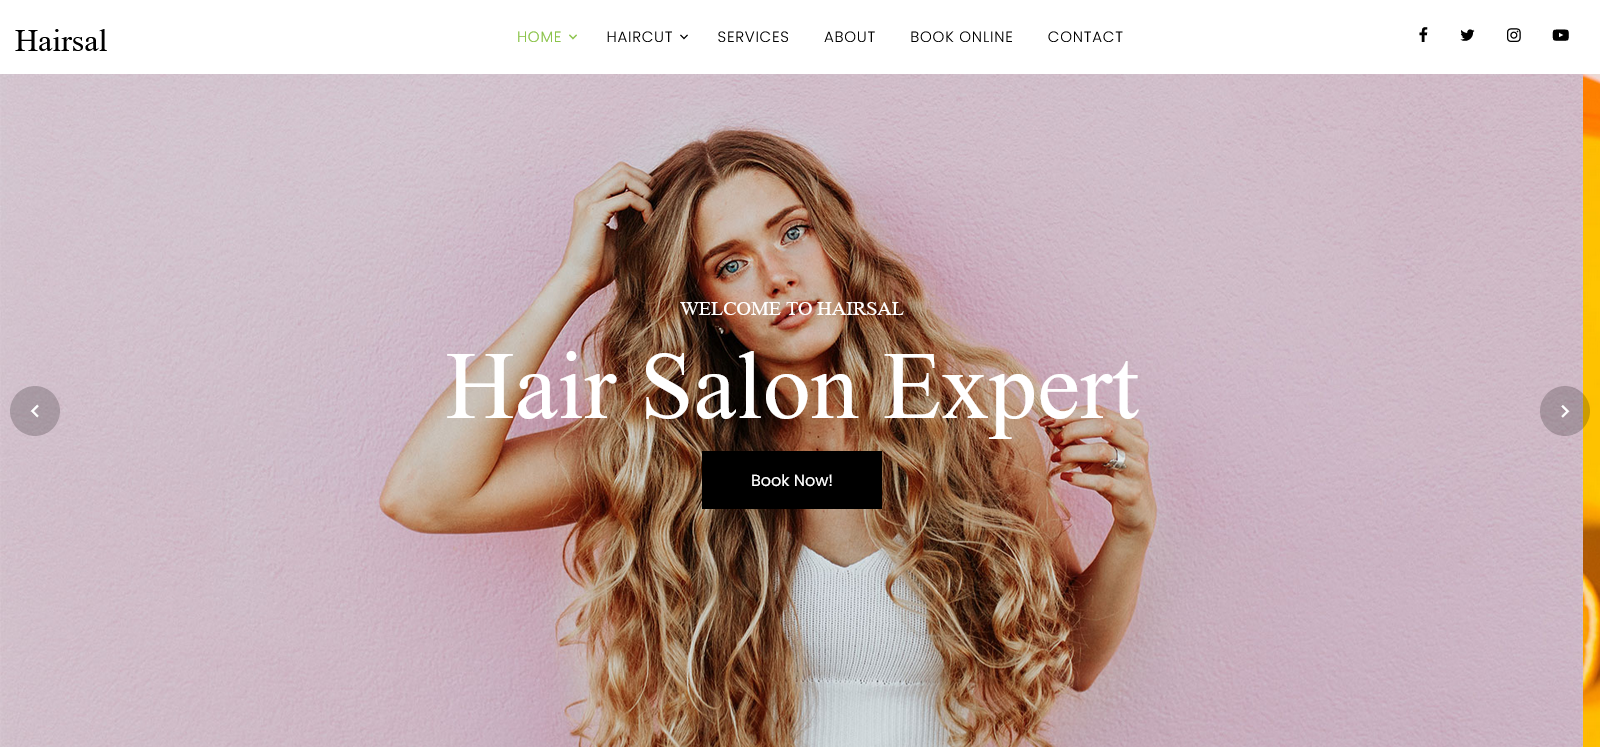 Hairsal
HOME HAIRCUT SERVICES ABOUT BOOK ONLINE CONTACT
WELCOME TO HAIRSAL
Hair Salon Expert
Book Now!